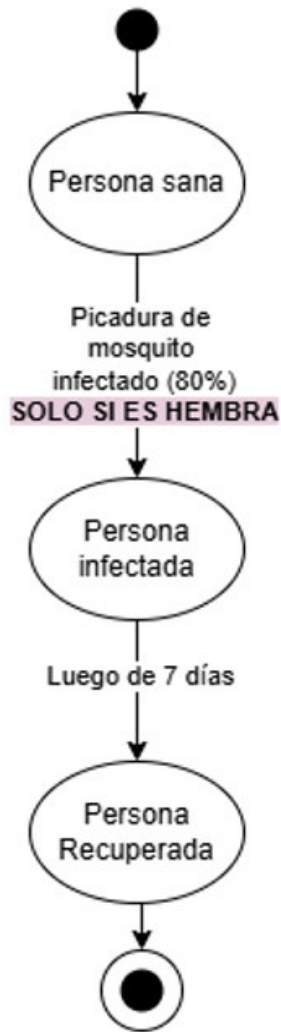 Persona sana
Picadura de
mosquito
infectado (80%)
SOLO SI ES HEMBRA
Persona
infectada
Luego de 7 días
Persona
Recuperada